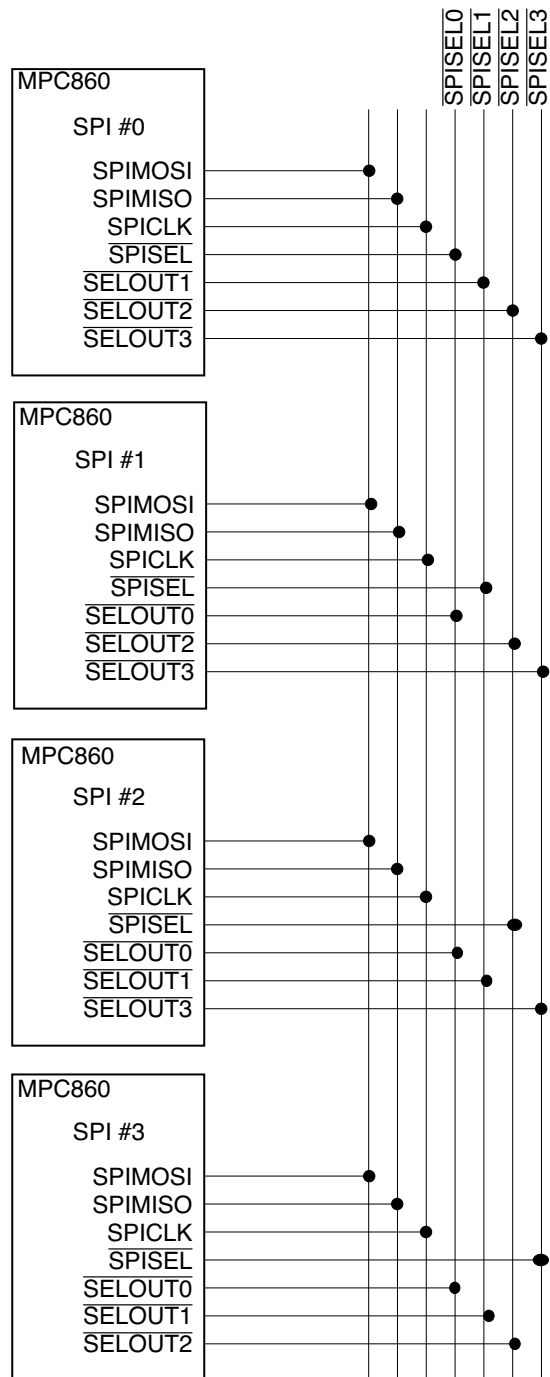 SPISEL0
SPISEL1
SPISEL2
SPISEL3
MPC860
SPI #0
SPIMOSI
SPIMISO
SPICLK
SPISEL
SELOUT1
SELOUT2
SELOUT3
MPC860
SPI #1
SPIMOSI
SPIMISO
SPICLK
SPISEL
SELOUT0
SELOUT2
SELOUT3
MPC860
SPI #2
SPIMOSI
SPIMISO
SPICLK
SPISEL
SELOUT0
SELOUT1
SELOUT3
MPC860
SPI #3
SPIMOSI
SPIMISO
SPICLK
SPISEL
SELOUT0
SELOUT1
SELOUT2